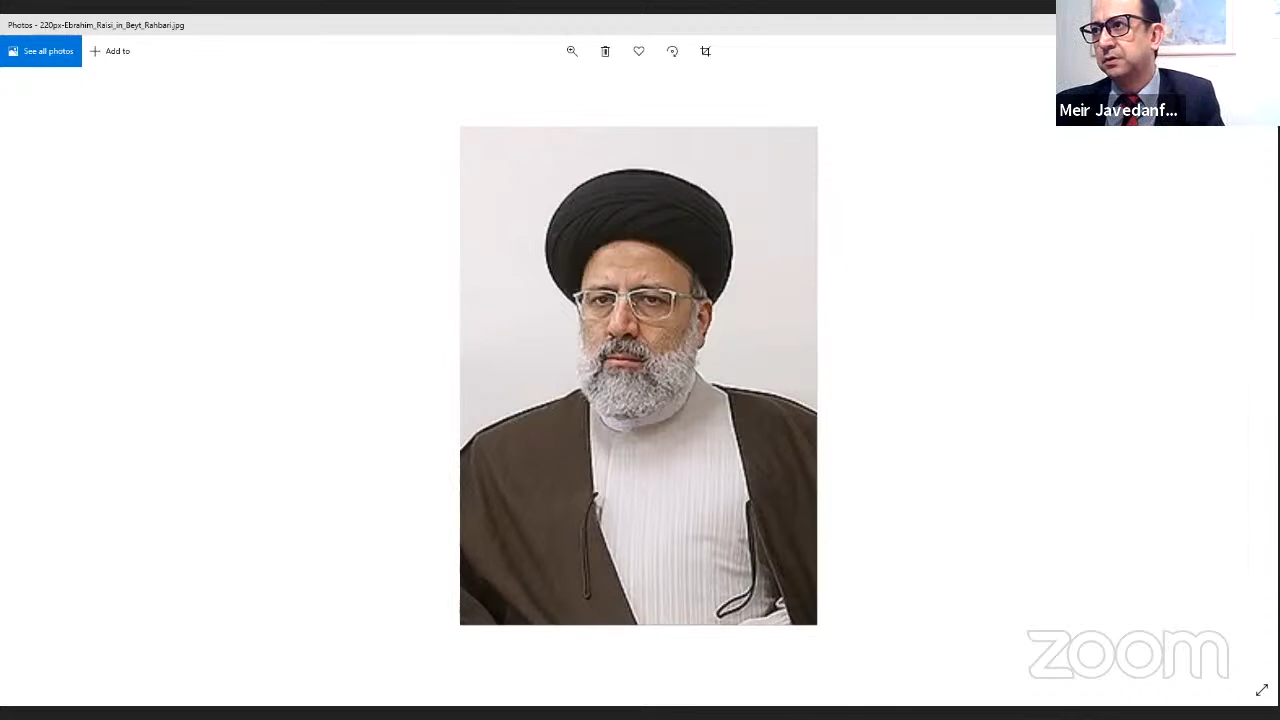 Photos - 220px-Ebrahim_Raisi_in_Beyt_Rahbari.jpg
See all photos
Add to
Meir Javedanf...
zoom